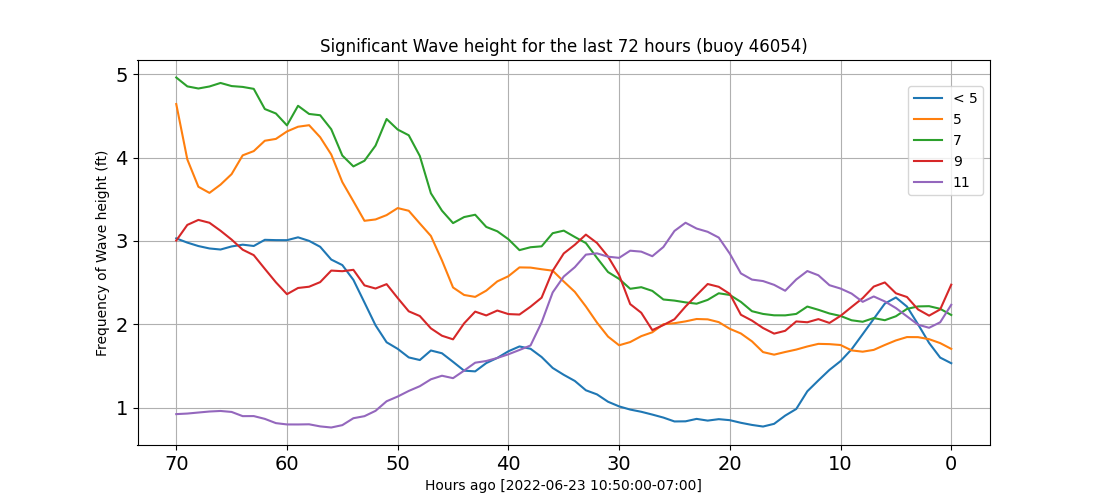 Significant Wave height for the last 72 hours (buoy 46054)
Frequency of Wave height (ft)
5
4
3
2
1
< 5
5
7
9
11
70 60 50 40 30 20 10 0
Hours ago [2022-06-23 10:50:00-07:00]